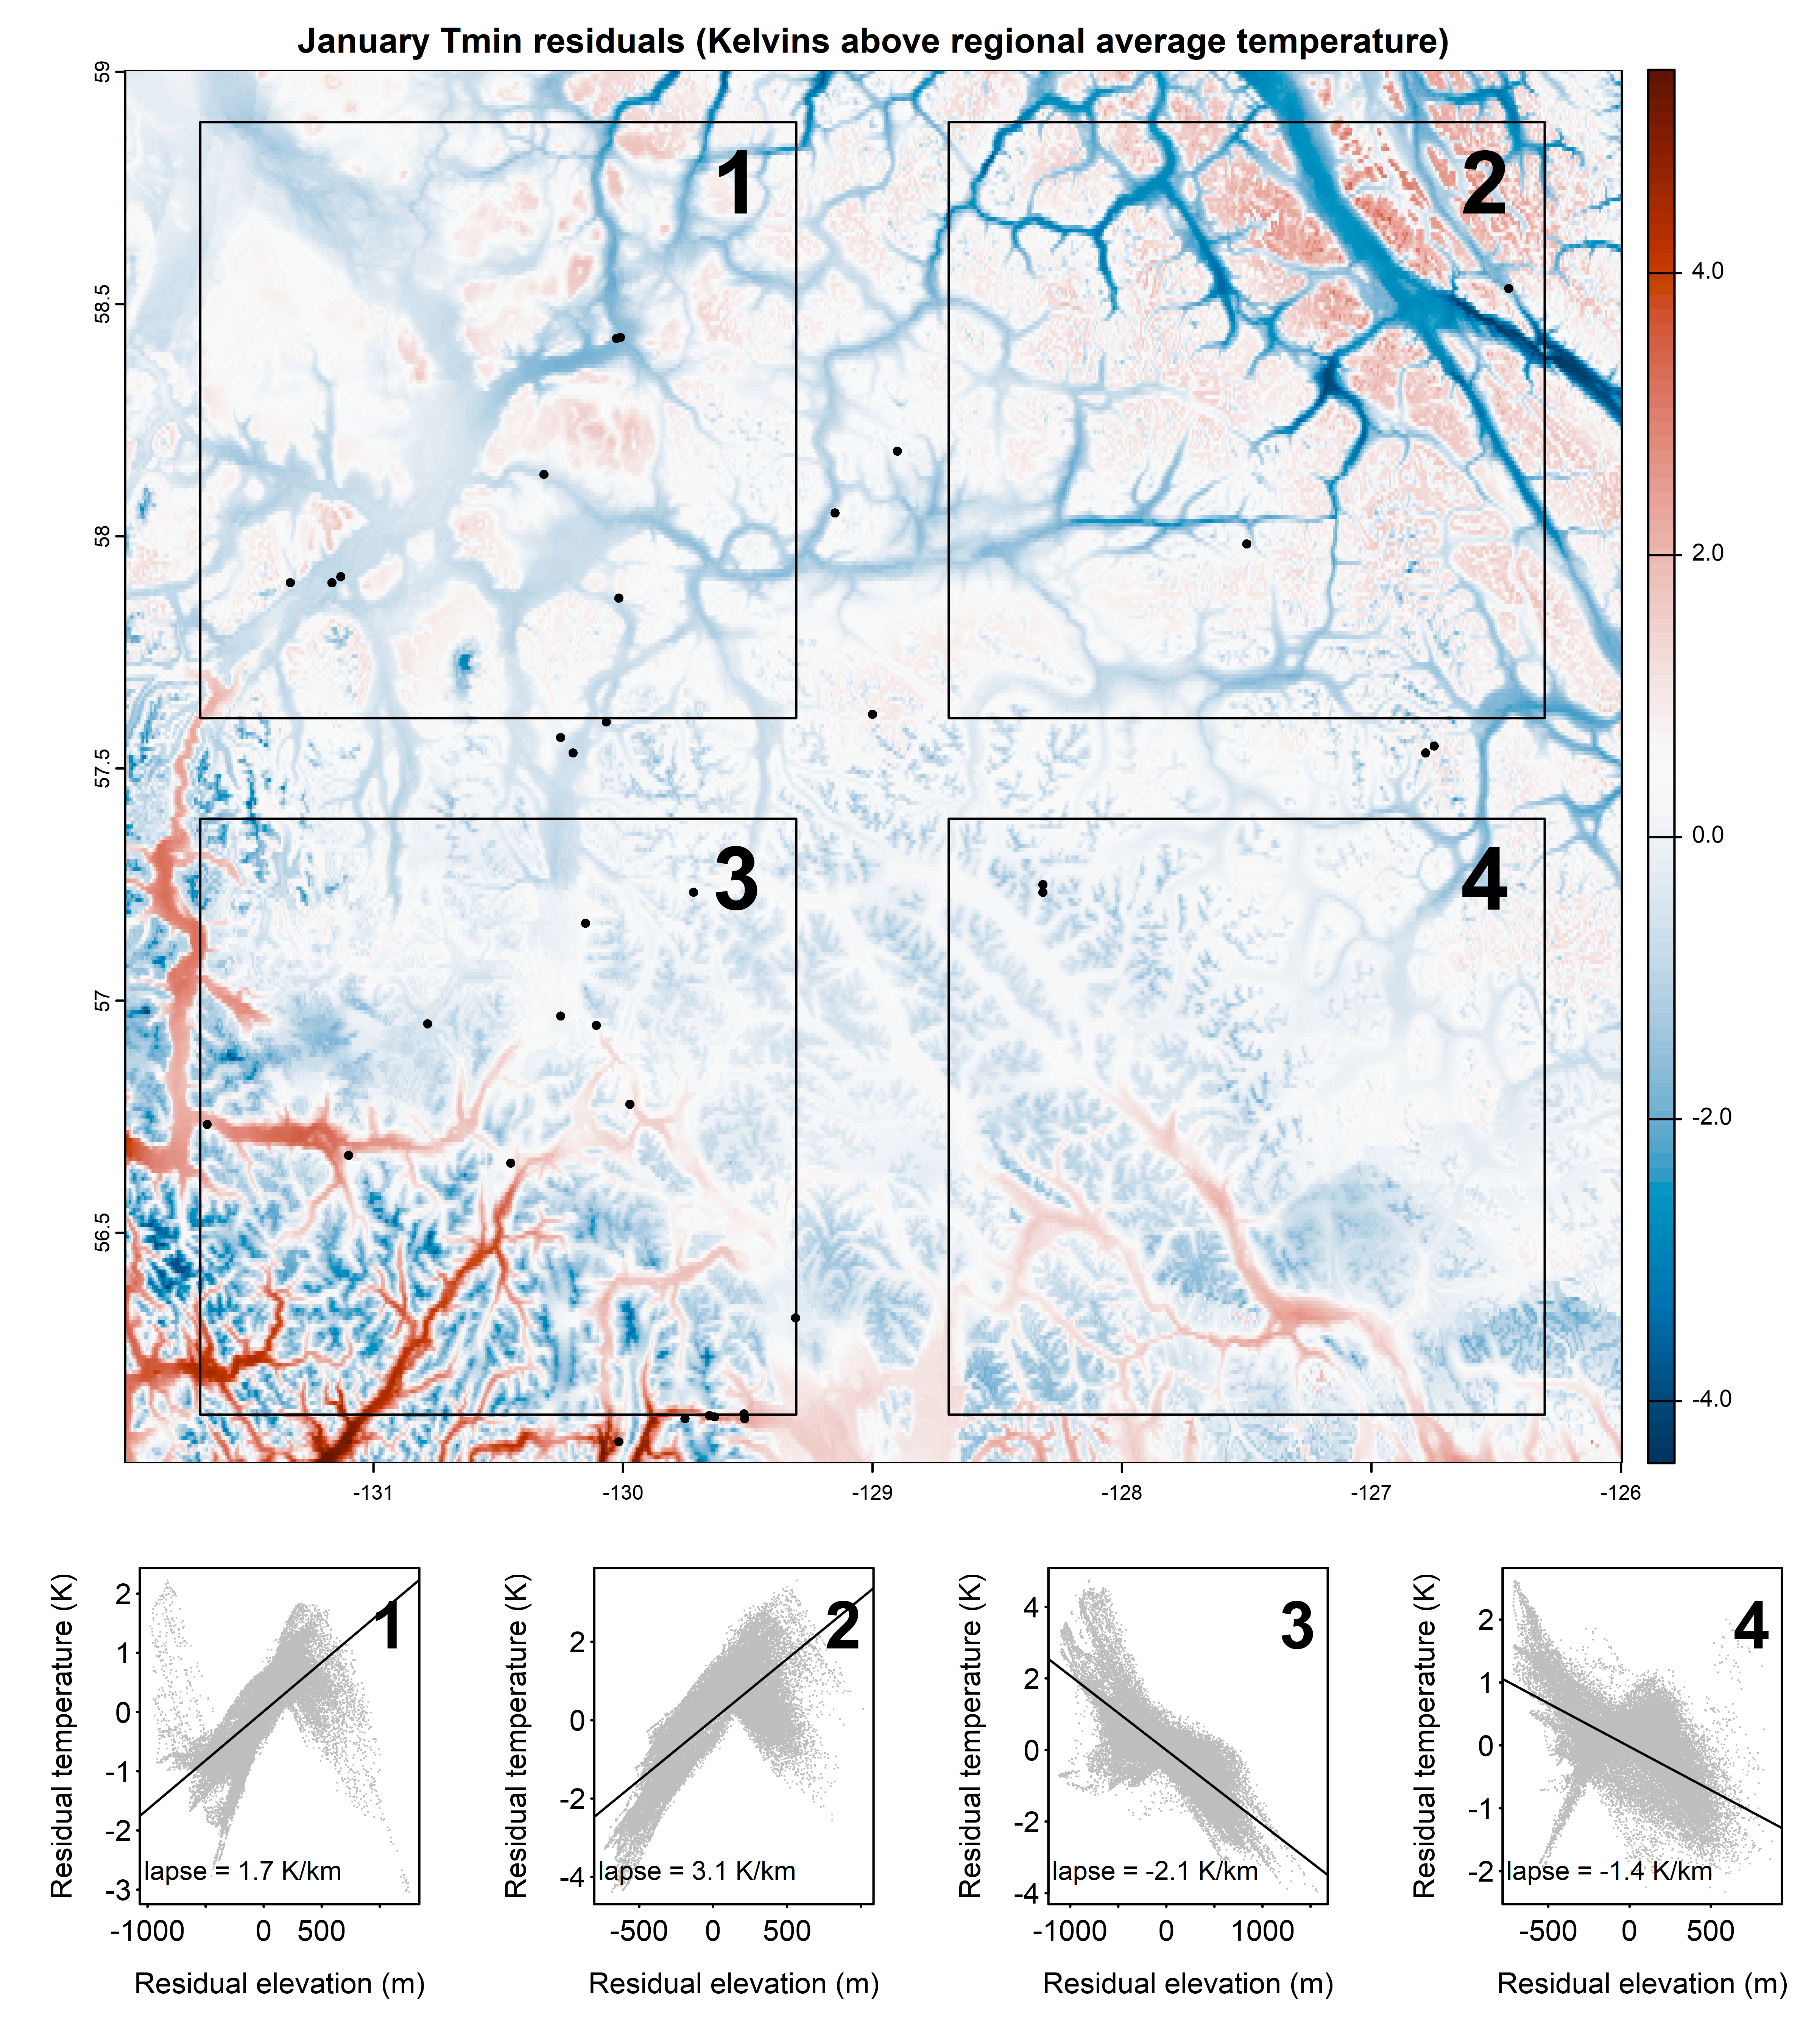 January Tmin residuals (Kelvins above regional average temperature)
59
58.5
58
57.5
57
56.5
1
2
3
4
4.0
2.0
0.0
-2.0
-4.0
-131
-130
-129
-128
-127
-126
Residual temperature (K)
2
1
0
-1
-2
-3
1
lapse = 1.7 K/km
-1000 0 500
Residual elevation (m)
Residual temperature (K)
2
0
-2
-4
2
lapse = 3.1 K/km
-500 0 500
Residual elevation (m)
Residual temperature (K)
4
2
0
-2
-4
3
lapse = -2.1 K/km
-1000 0 1000
Residual elevation (m)
Residual temperature (K)
2
1
0
-1
-2
4
lapse = -1.4 K/km
-500 0 500
Residual elevation (m)